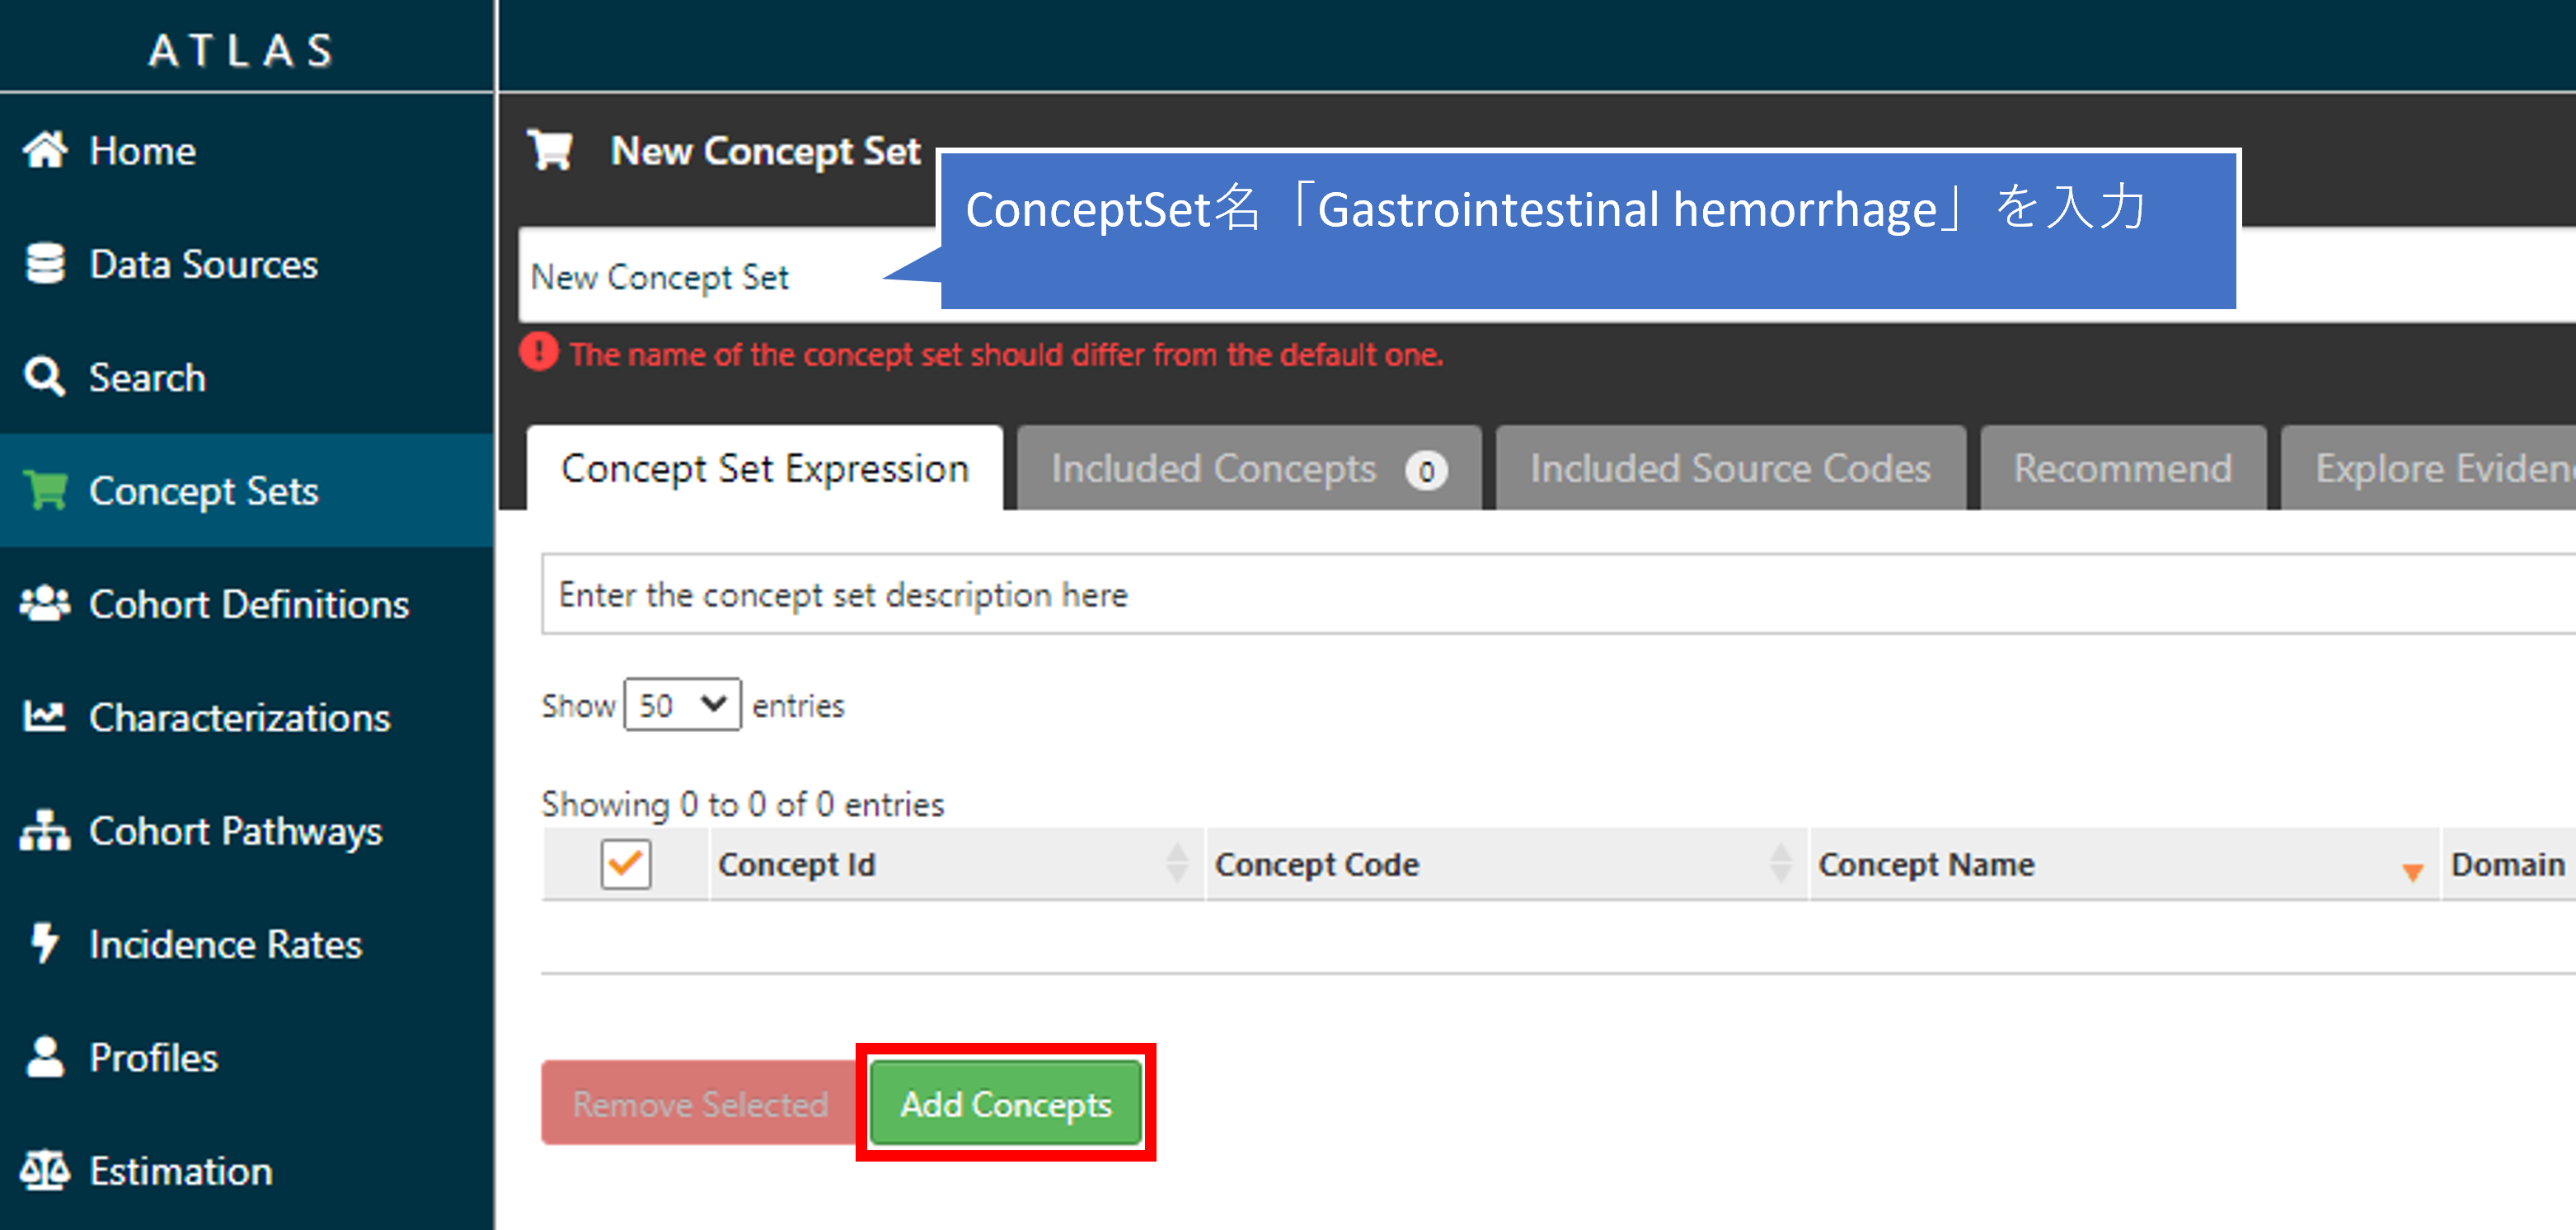 ATLAS
Home
Data Sources
Search
Concept Sets
Cohort Definitions
Characterizations
Cohort Pathways
Incidence Rates
Profiles
Estimation
New Concept Set
ConceptSet名「Gastrointestinal hemorrhage」を入力
New Concept Set
The name of the concept set should differ from the default one.
Concept Set Expression Included Concepts 0 Included Source Codes Recommend Explore Eviden
Enter the concept set description here
Show 50 entries
Showing 0 to 0 of 0 entries
Concept Id Concept Code Concept Name Domain
Remove Selected Add Concepts